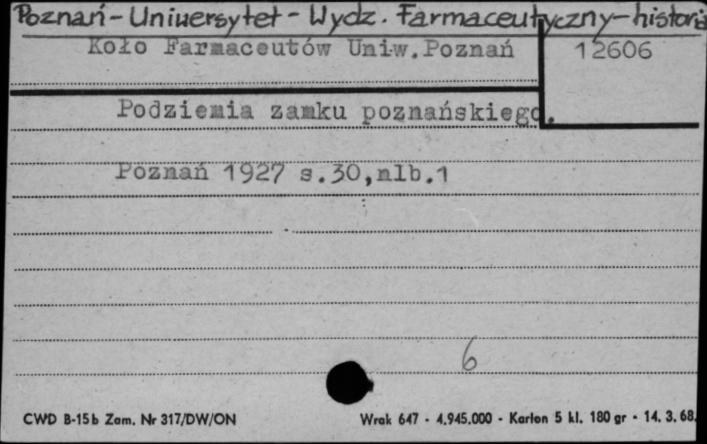 Poznań - Uniwersytet - Wydz. Farmaceutyczny - historia
Koło Farmaceutów Uniw.Poznań
12606
Podziemia zamku poznańskiego.
Poznań 1927 s.30,nlb.1
6
CWD B-15b Zam. Nr 317/DW/ON
Wrak 647 - 4.945.000 - Karton 5 kl. 180 gr - 14. 3. 68.